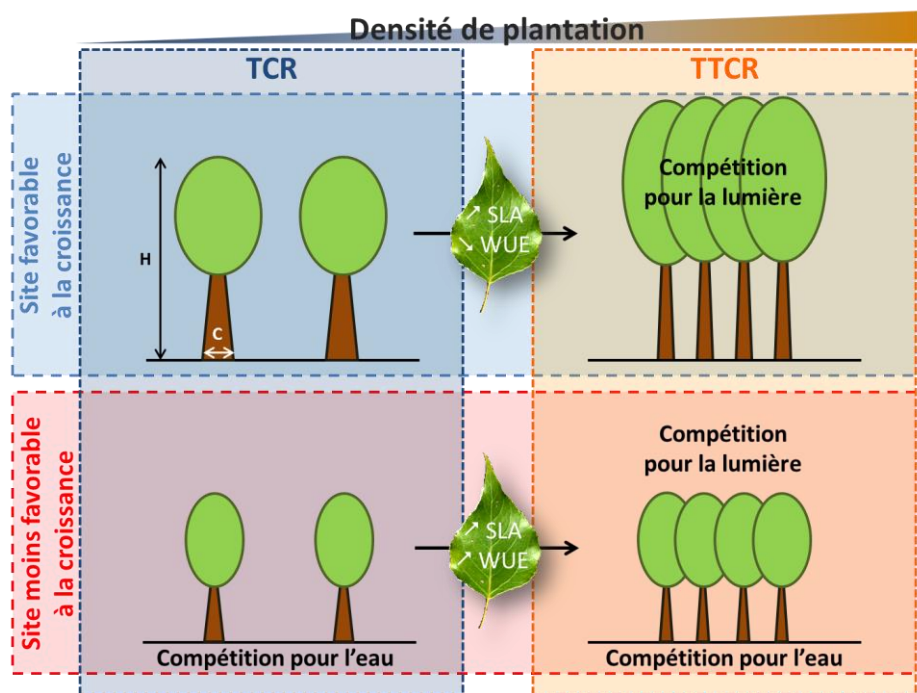 Densité de plantation
TCR
TTCR
Site favorable
à la croissance
H
C
↗ SLA
↘ WUE
Compétition
pour la lumière
Site moins favorable
à la croissance
↗ SLA
↗ WUE
Compétition
pour la lumière
Compétition pour l'eau
Compétition pour l'eau